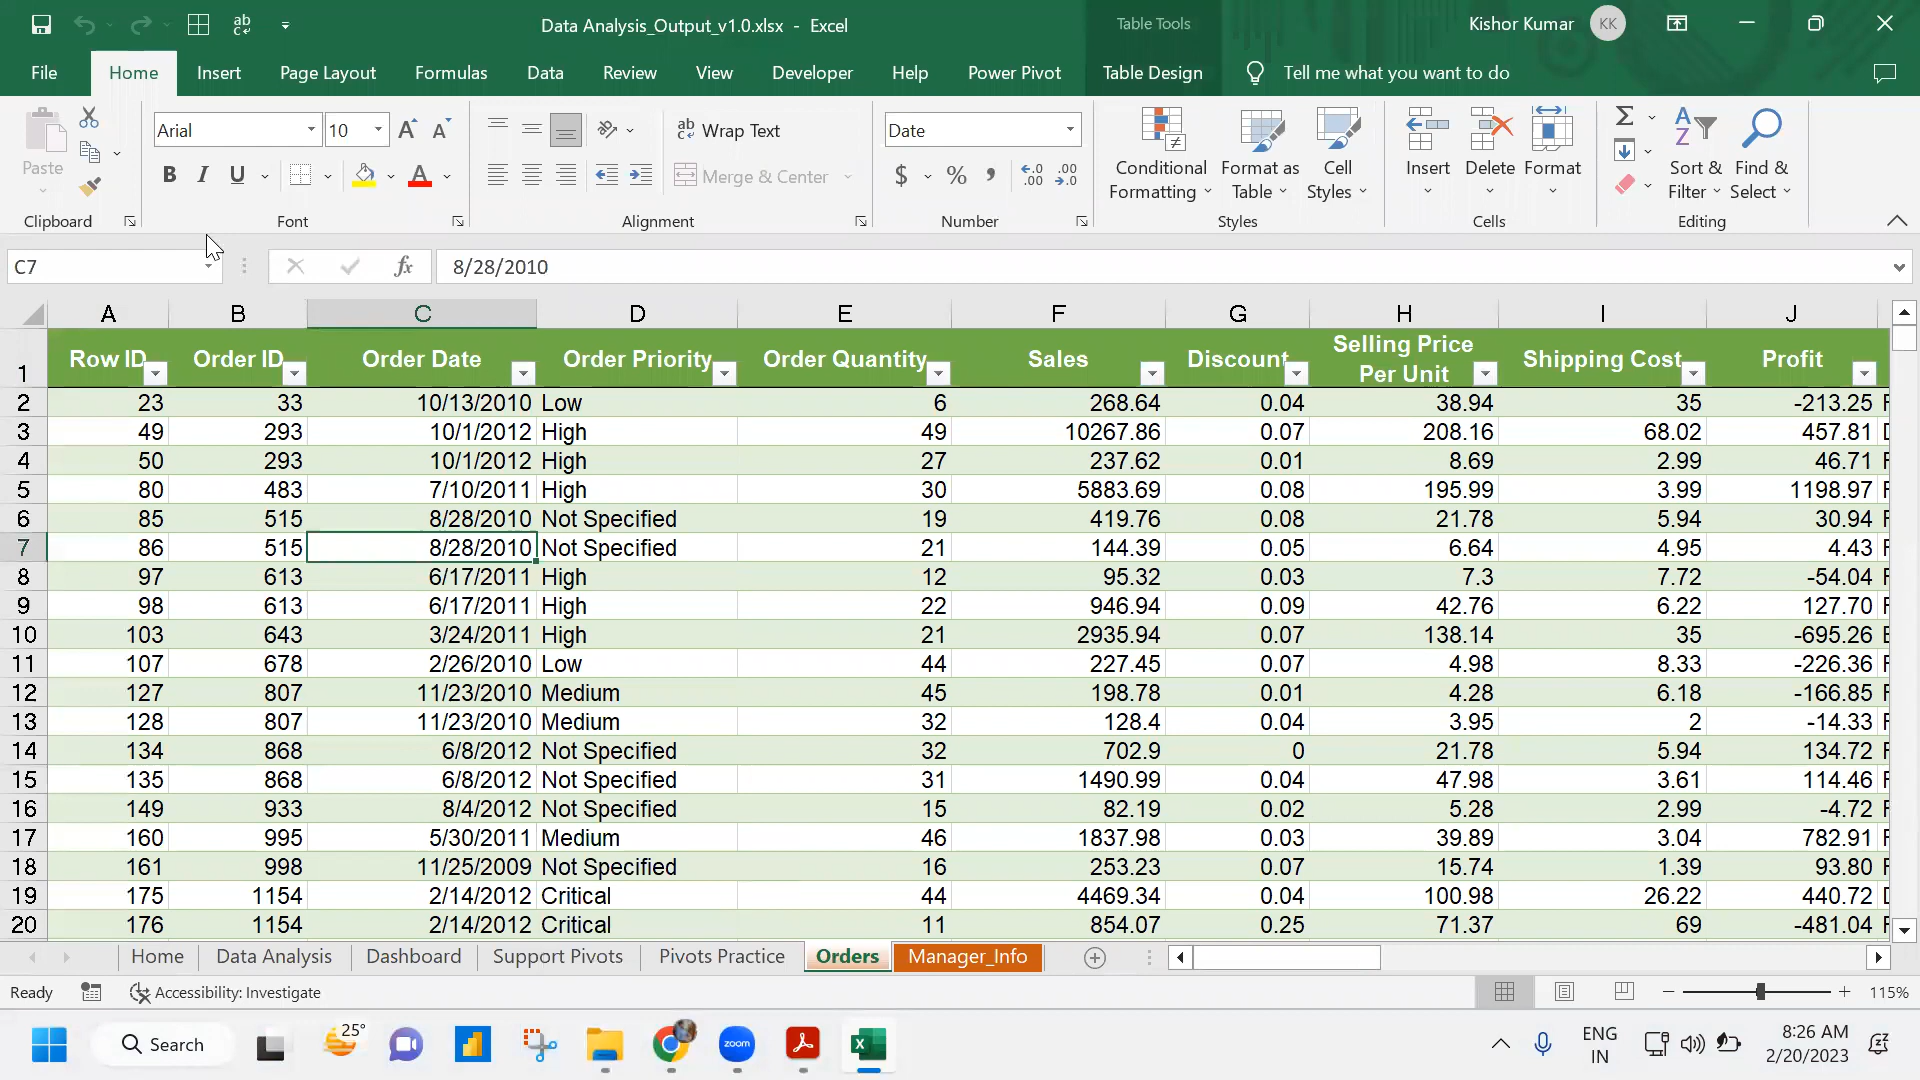 Data Analysis_Output_v1.0.xlsx - Excel
Table Tools
Kishor Kumar KK
File Home Insert Page Layout Formulas Data Review View Developer Help Power Pivot Table Design Tell me what you want to do
Paste
Clipboard
Arial 10
B I U
Font
Wrap Text
Merge & Center
Alignment
Date
$ % ,
Number
Conditional Formatting
Format as Table
Cell Styles
Styles
Insert Delete Format
Cells
Sort & Filter
Find & Select
Editing
C7 fx 8/28/2010
A B C D E F G H I J
1 Row ID Order ID Order Date Order Priority Order Quantity Sales Discount Selling Price Per Unit Shipping Cost Profit
2 23 33 10/13/2010 Low 6 268.64 0.04 38.94 35 -213.25
3 49 293 10/1/2012 High 49 10267.86 0.07 208.16 68.02 457.81
4 50 293 10/1/2012 High 27 237.62 0.01 8.69 2.99 46.71
5 80 483 7/10/2011 High 30 5883.69 0.08 195.99 3.99 1198.97
6 85 515 8/28/2010 Not Specified 19 419.76 0.08 21.78 5.94 30.94
7 86 515 8/28/2010 Not Specified 21 144.39 0.05 6.64 4.95 4.43
8 97 613 6/17/2011 High 12 95.32 0.03 7.3 7.72 -54.04
9 98 613 6/17/2011 High 22 946.94 0.09 42.76 6.22 127.70
10 103 643 3/24/2011 High 21 2935.94 0.07 138.14 35 -695.26
11 107 678 2/26/2010 Low 44 227.45 0.07 4.98 8.33 -226.36
12 127 807 11/23/2010 Medium 45 198.78 0.01 4.28 6.18 -166.85
13 128 807 11/23/2010 Medium 32 128.4 0.04 3.95 2 -14.33
14 134 868 6/8/2012 Not Specified 32 702.9 0 21.78 5.94 134.72
15 135 868 6/8/2012 Not Specified 31 1490.99 0.04 47.98 3.61 114.46
16 149 933 8/4/2012 Not Specified 15 82.19 0.02 5.28 2.99 -4.72
17 160 995 5/30/2011 Medium 46 1837.98 0.03 39.89 3.04 782.91
18 161 998 11/25/2009 Not Specified 16 253.23 0.07 15.74 1.39 93.80
19 175 1154 2/14/2012 Critical 44 4469.34 0.04 100.98 26.22 440.72
20 176 1154 2/14/2012 Critical 11 854.07 0.25 71.37 69 -481.04
Home Data Analysis Dashboard Support Pivots Pivots Practice Orders Manager_Info
Ready Accessibility: Investigate 115%
Search 25° zoom ENG IN 8:26 AM 2/20/2023